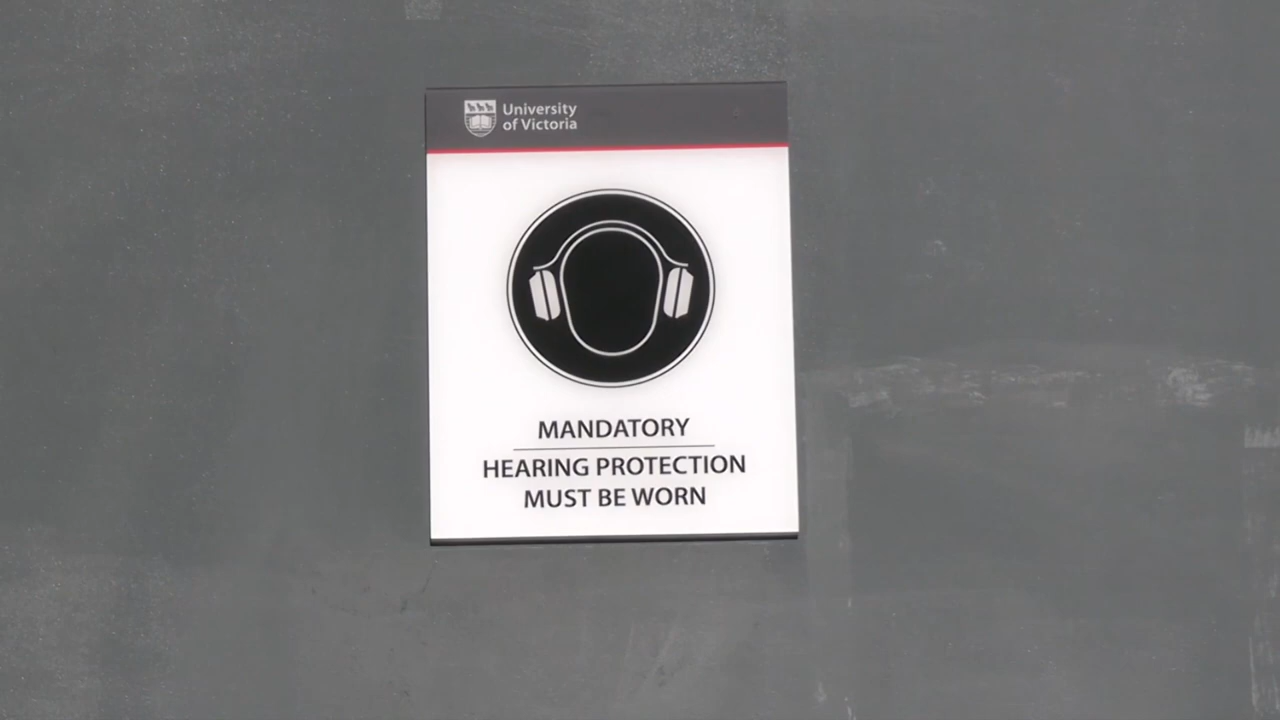 University
of Victoria
MANDATORY
HEARING PROTECTION
MUST BE WORN